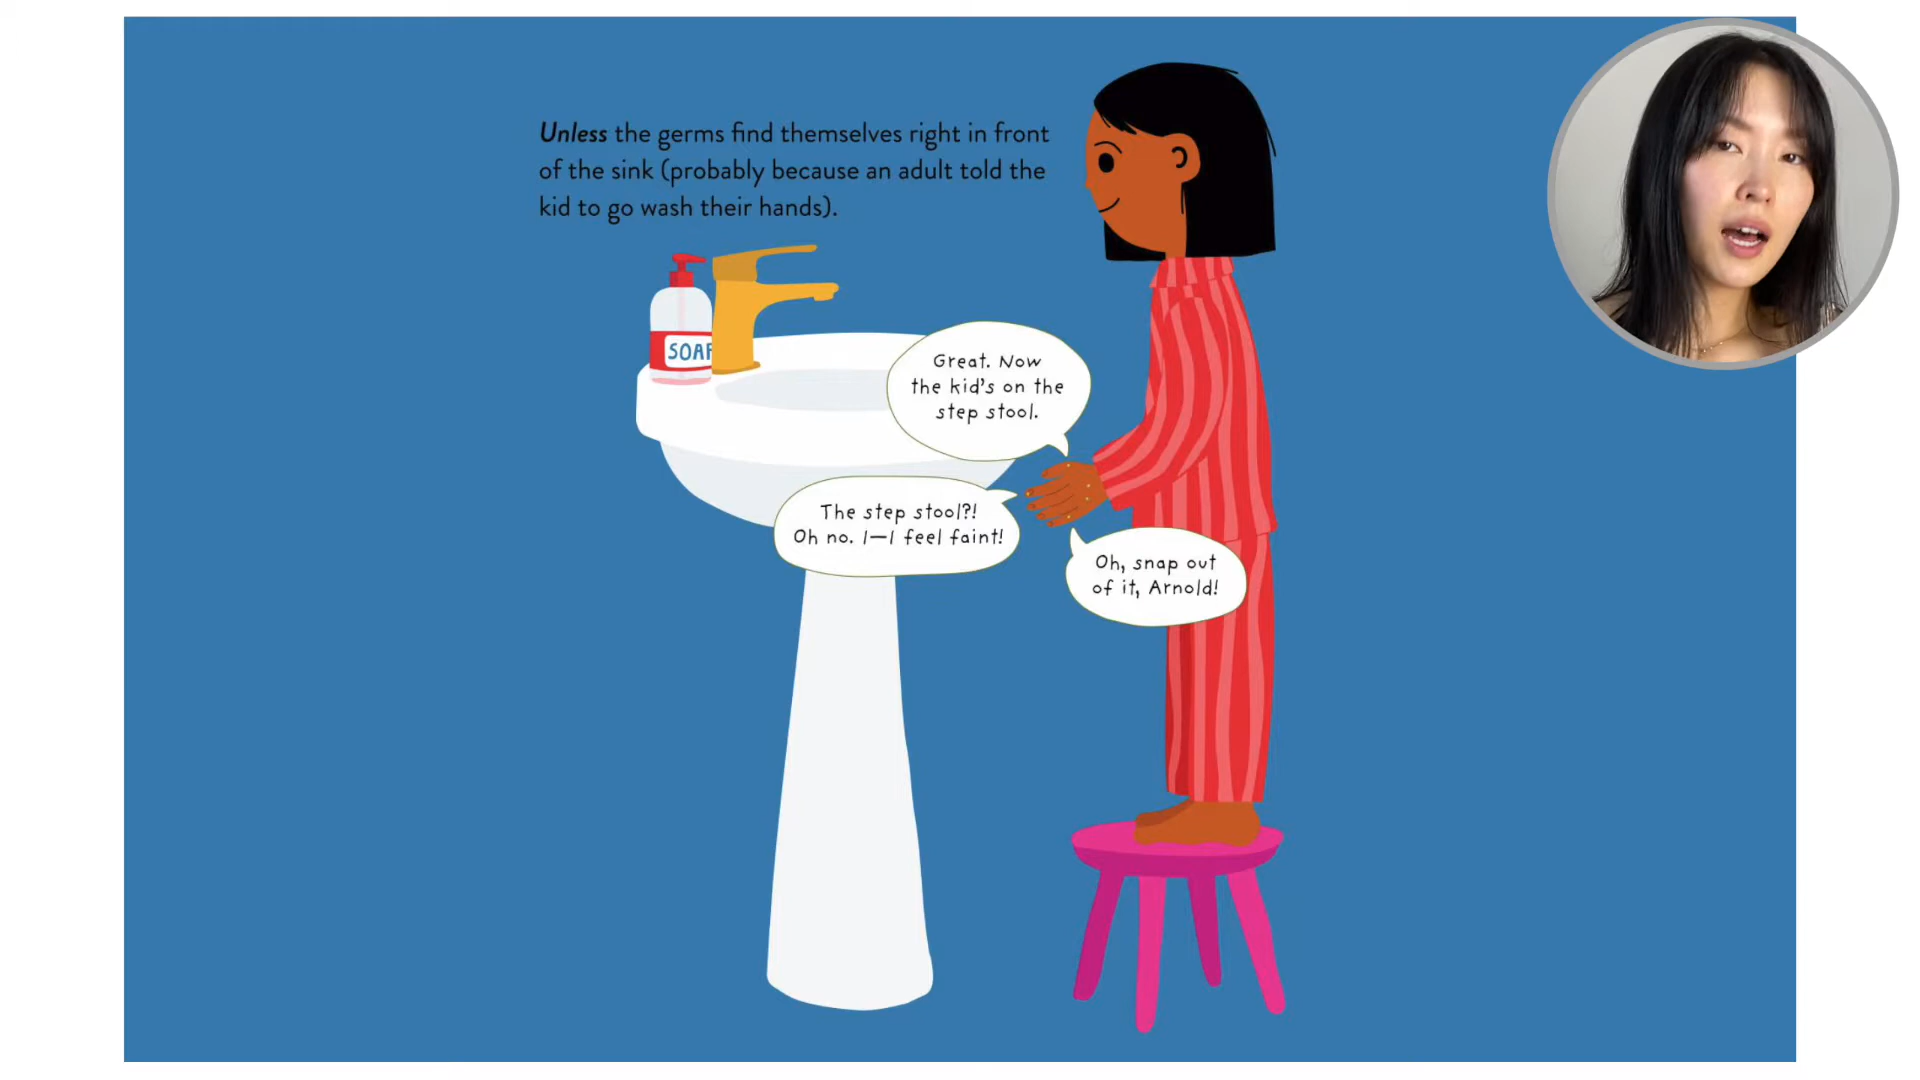 Unless the germs find themselves right in front
of the sink (probably because an adult told the
kid to go wash their hands).
SOAP
Great. Now
the kid's on the
step stool.
The step stool?!
Oh no. I—I feel faint!
Oh, snap out
of it, Arnold!